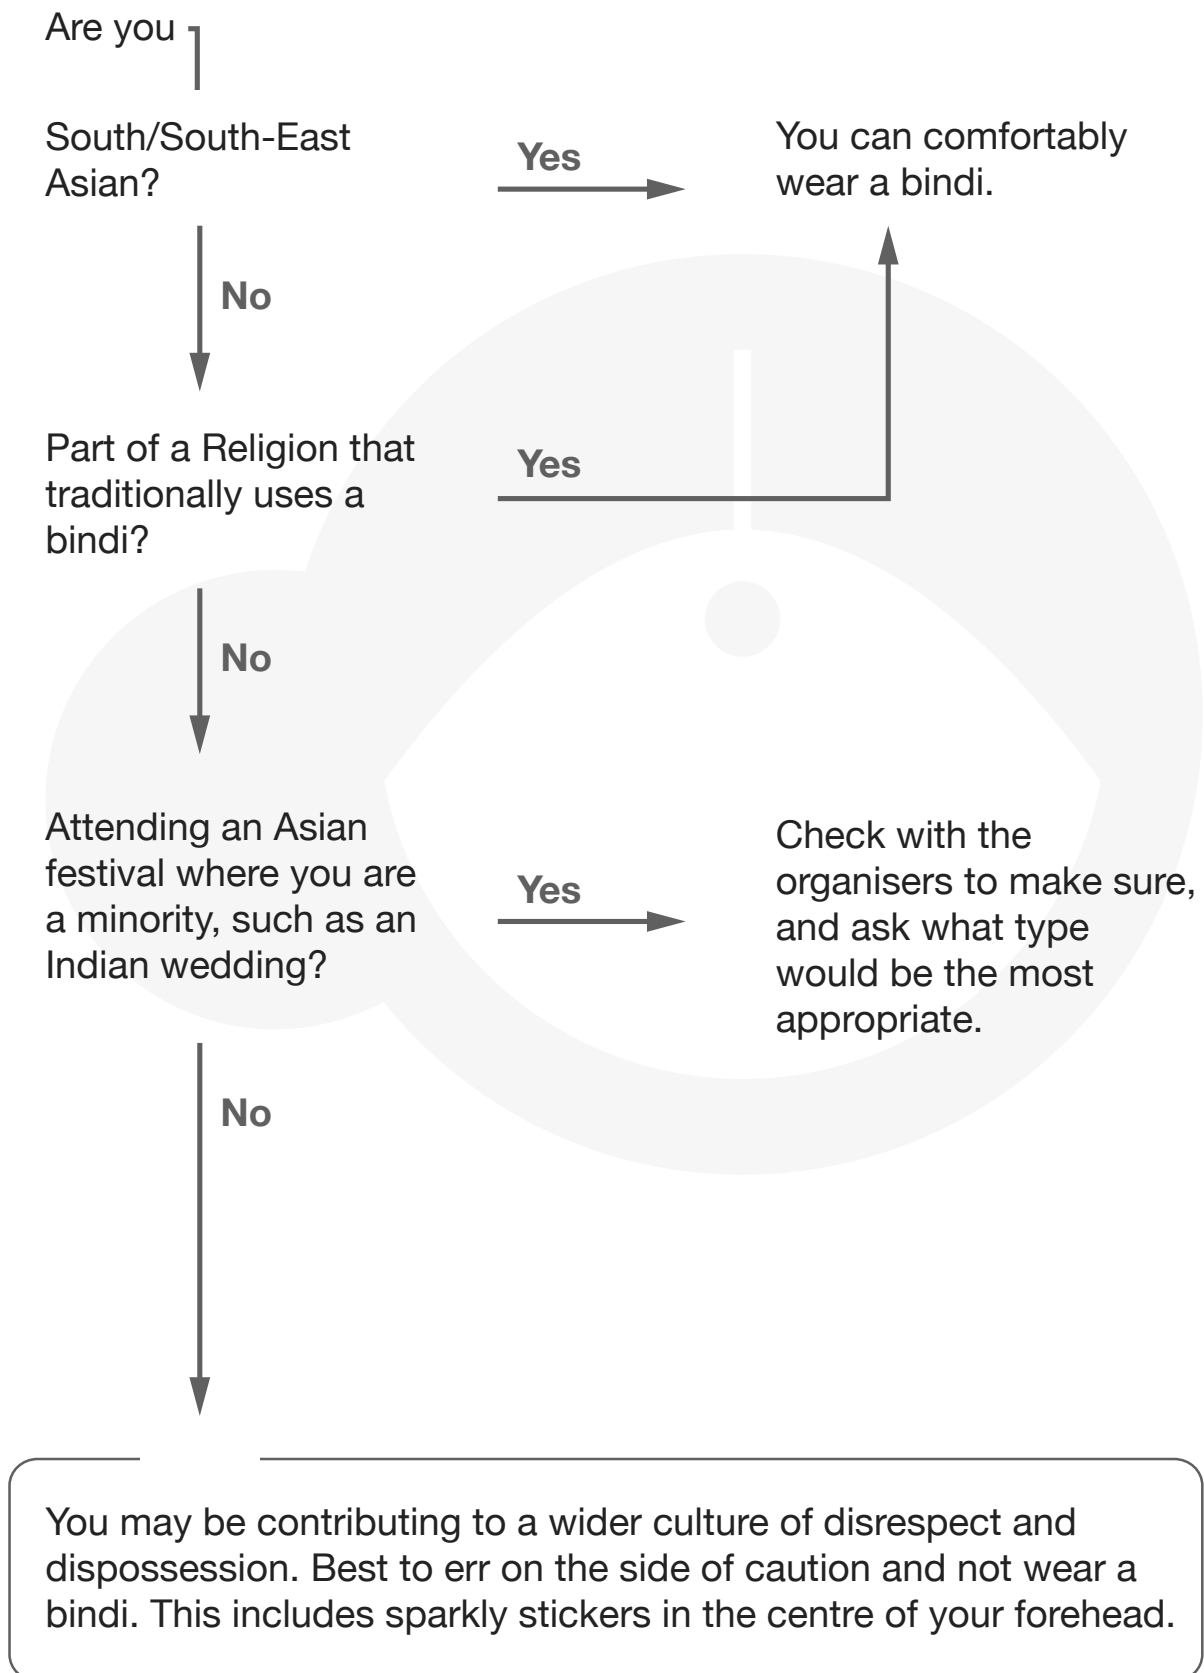 Are you
South/South-East
Asian?
Yes
You can comfortably
wear a bindi.
No
Part of a Religion that
traditionally uses a
bindi?
Yes
No
Attending an Asian
festival where you are
a minority, such as an
Indian wedding?
Yes
Check with the
organisers to make sure,
and ask what type
would be the most
appropriate.
No
You may be contributing to a wider culture of disrespect and
dispossession. Best to err on the side of caution and not wear a
bindi. This includes sparkly stickers in the centre of your forehead.